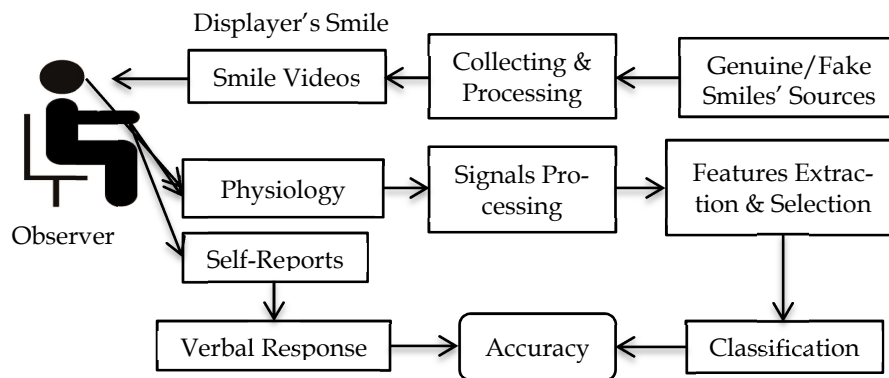 Displayer's Smile
Smile Videos
Collecting &
Processing
Genuine/Fake
Smiles' Sources
Observer
Physiology
Signals Pro-
cessing
Features Extrac-
tion & Selection
Self-Reports
Verbal Response
Accuracy
Classification